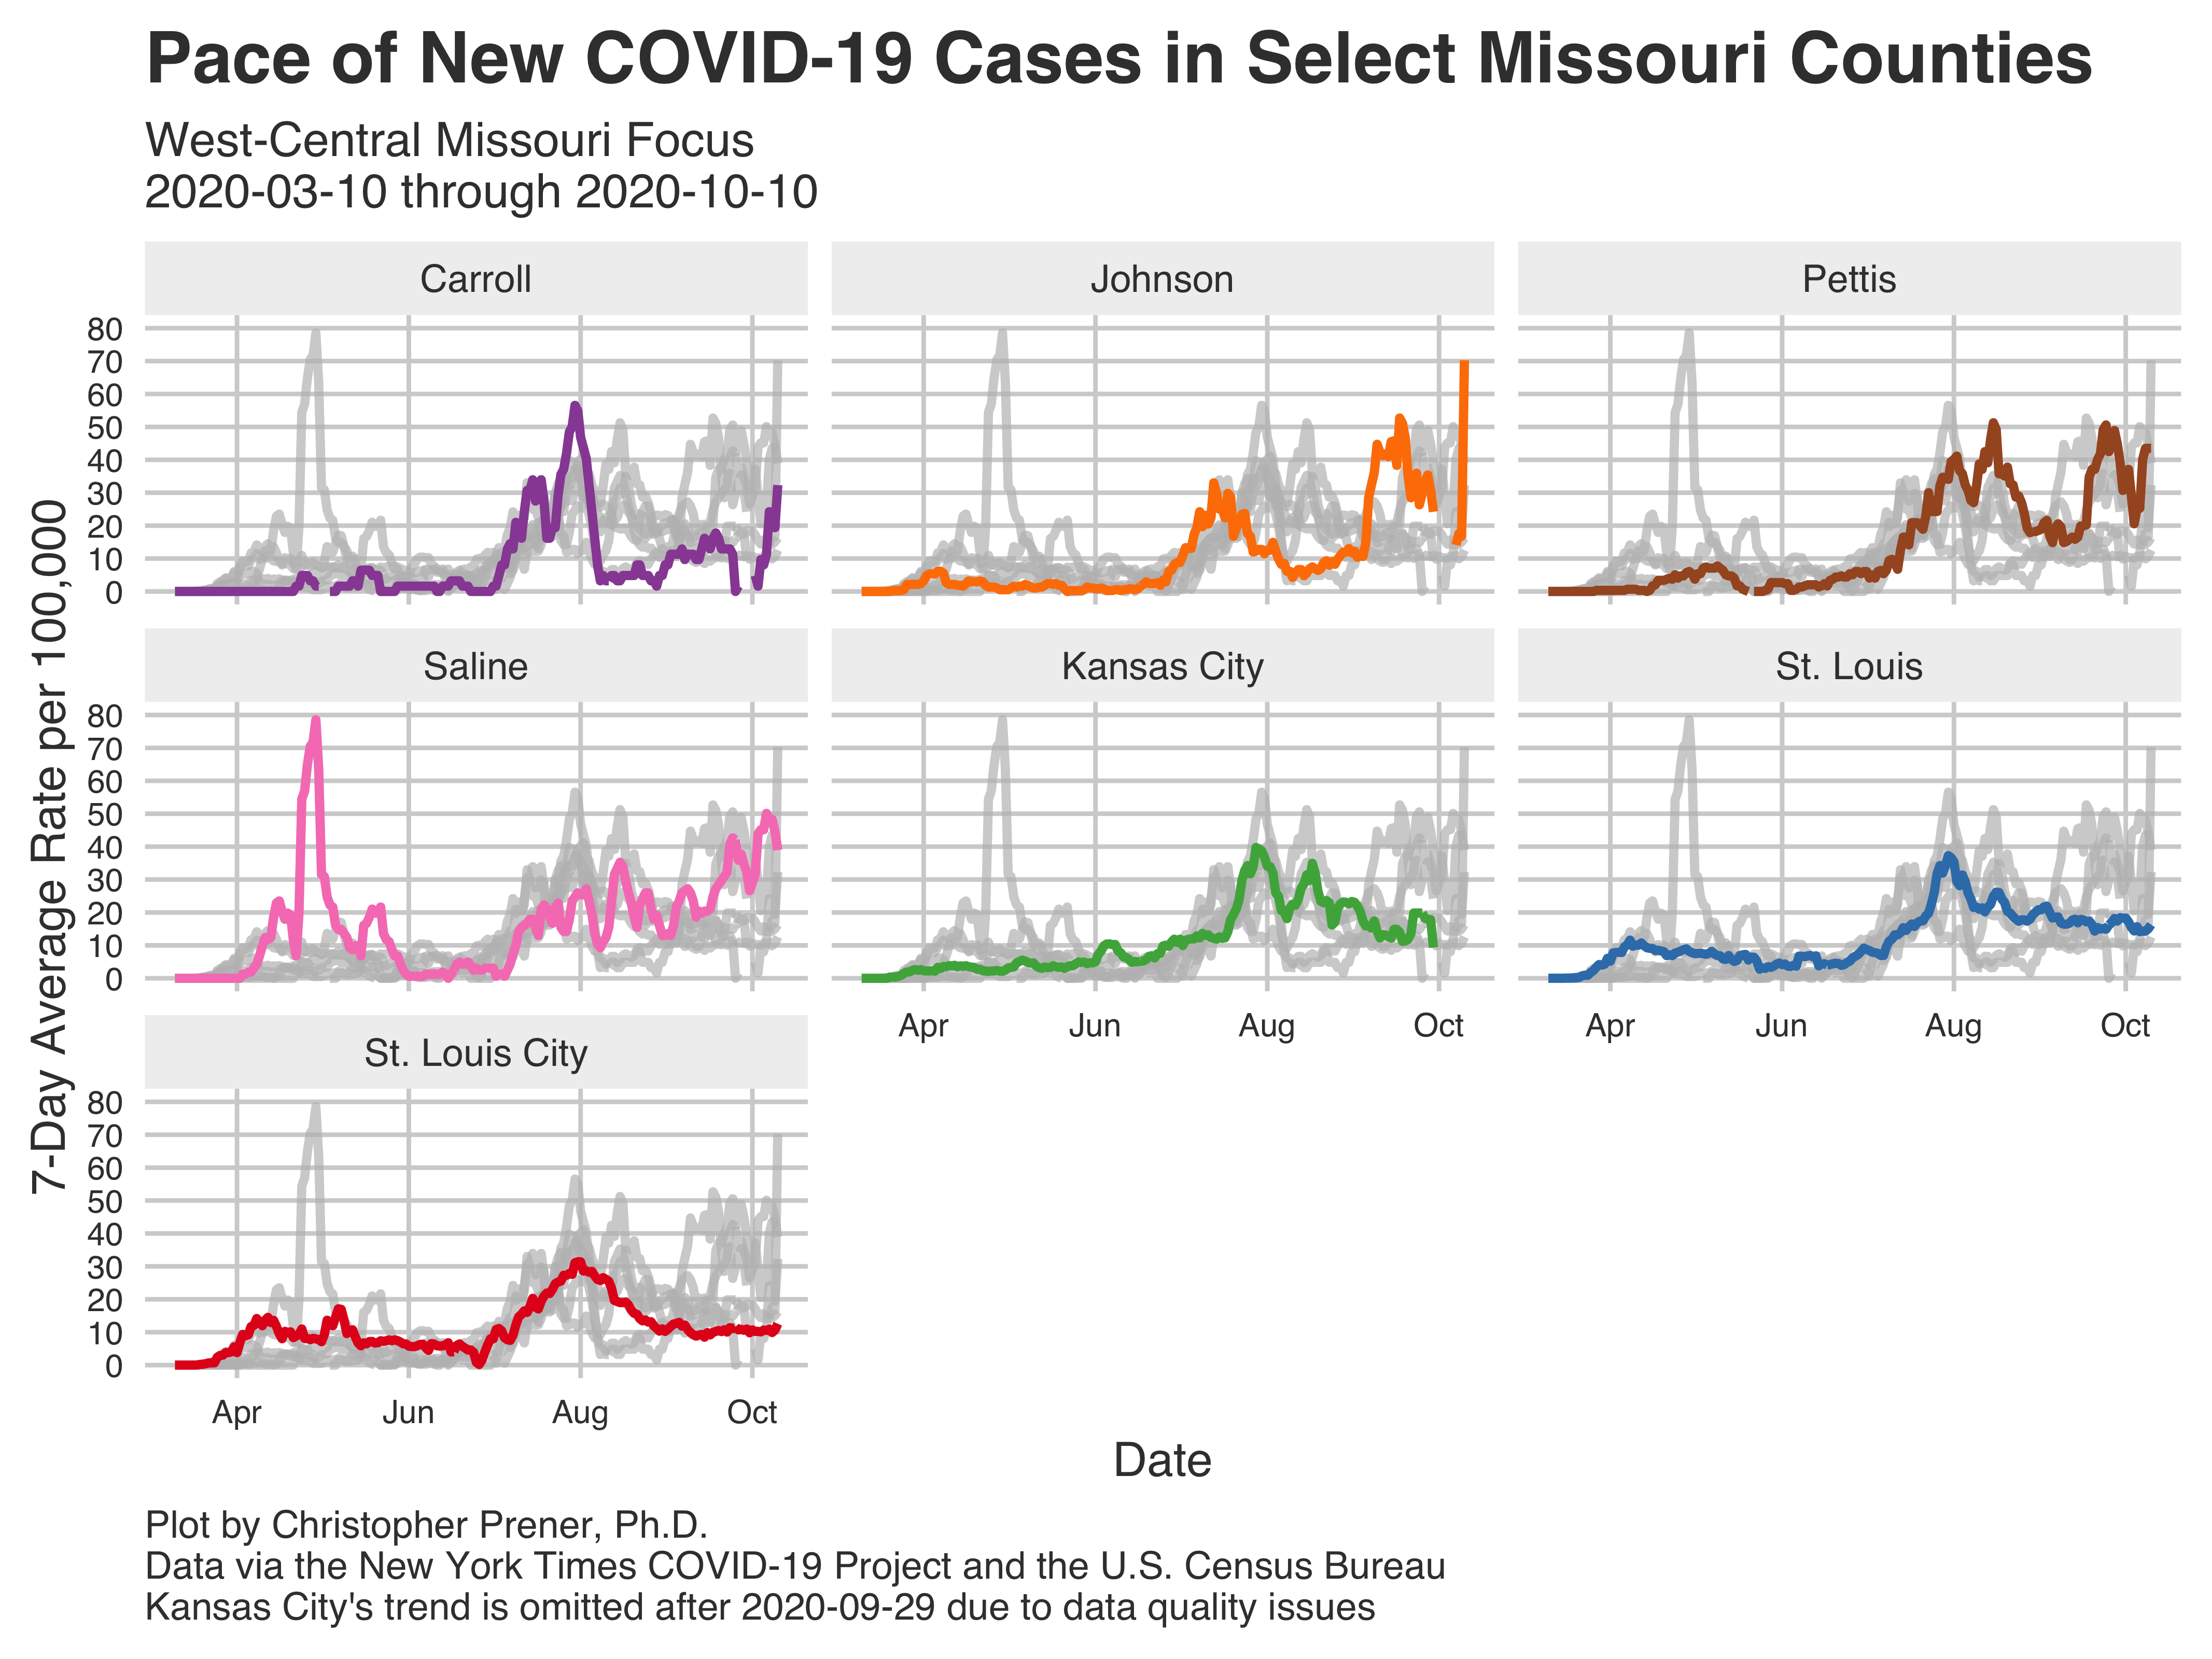 Pace of New COVID-19 Cases in Select Missouri Counties
West-Central Missouri Focus
2020-03-10 through 2020-10-10
7-Day Average Rate per 100,000
Carroll
Johnson
Pettis
80
70
60
50
40
30
20
10
0
Saline
Kansas City
St. Louis
80
70
60
50
40
30
20
10
0
Apr Jun Aug Oct
Apr Jun Aug Oct
St. Louis City
80
70
60
50
40
30
20
10
0
Apr Jun Aug Oct
Date
Plot by Christopher Prener, Ph.D.
Data via the New York Times COVID-19 Project and the U.S. Census Bureau
Kansas City's trend is omitted after 2020-09-29 due to data quality issues